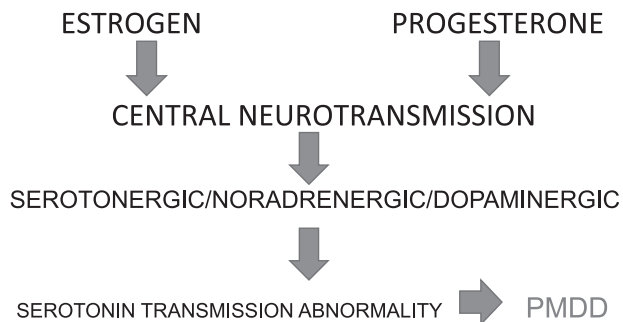 ESTROGEN PROGESTERONE
CENTRAL NEUROTRANSMISSION
SEROTONERGIC/NORADRENERGIC/DOPAMINERGIC
SEROTONIN TRANSMISSION ABNORMALITY PMDD